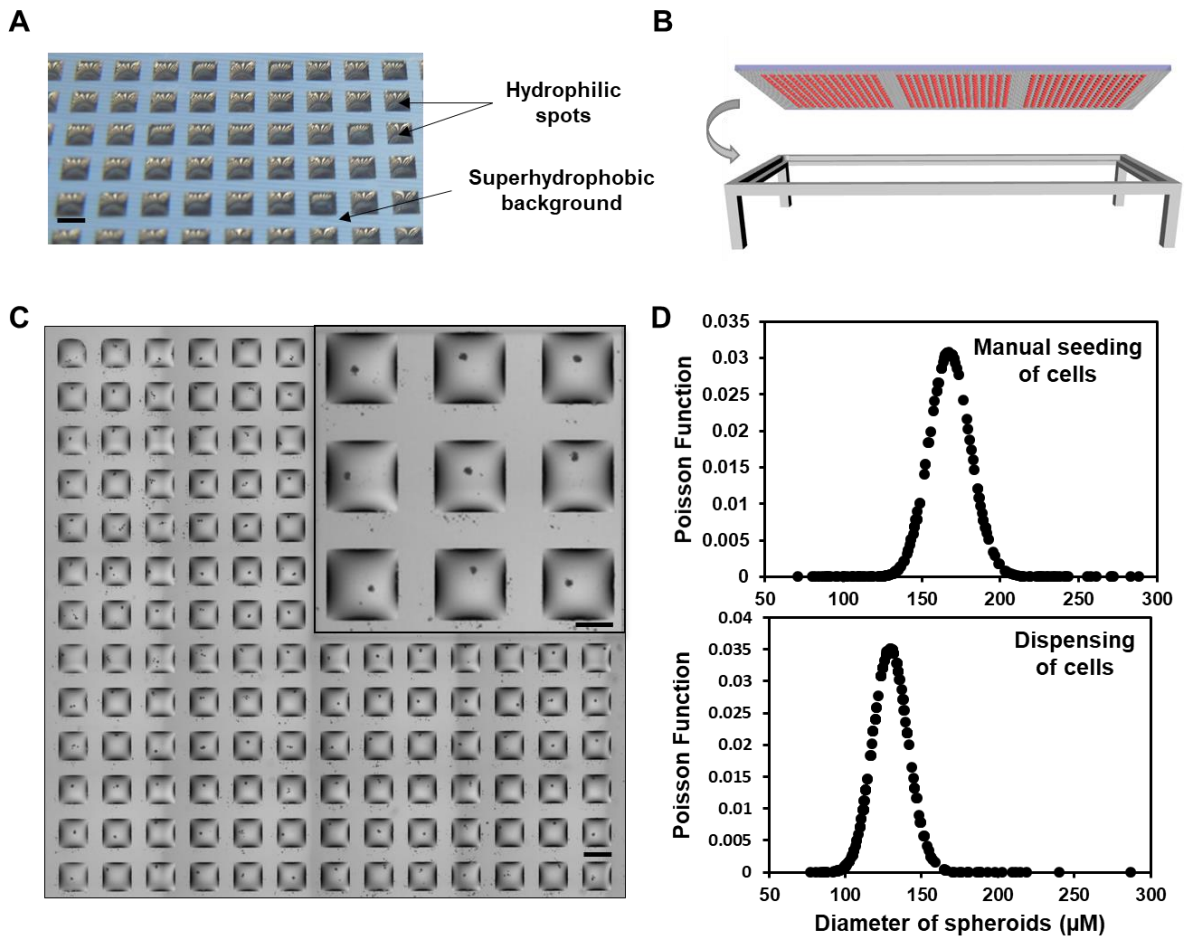 A
B
Hydrophilic
spots
Superhydrophobic
background
C
D
0.035
0.03
0.025
0.02
0.015
0.01
0.005
0
Poisson Function
Manual seeding
of cells
50
100
150
200
250
300
0.04
0.035
0.03
0.025
0.02
0.015
0.01
0.005
0
Poisson Function
Dispensing
of cells
50
100
150
200
250
300
Diameter of spheroids (µM)